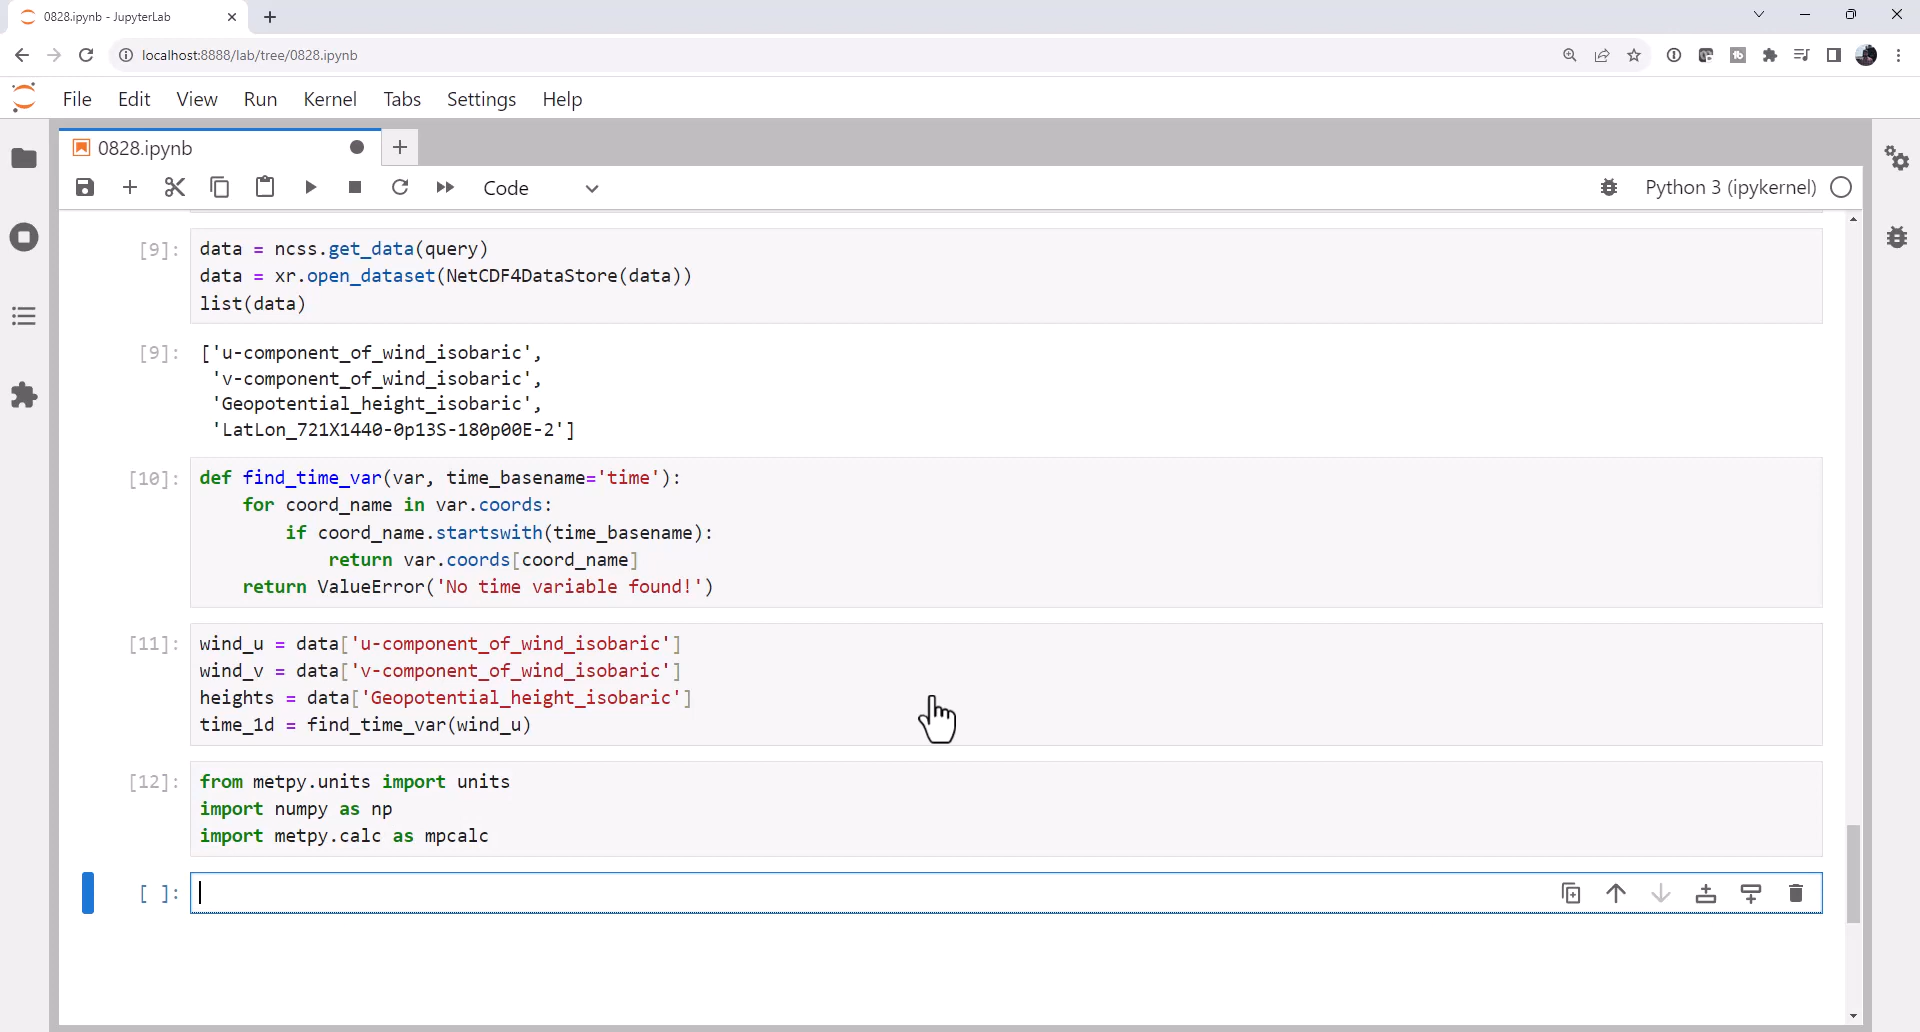 0828.ipynb - JupyterLab
localhost:8888/lab/tree/0828.ipynb
File Edit View Run Kernel Tabs Settings Help
0828.ipynb
Code
Python 3 (ipykernel)
[9]: data = ncss.get_data(query)
data = xr.open_dataset(NetCDF4DataStore(data))
list(data)
[9]: ['u-component_of_wind_isobaric',
'v-component_of_wind_isobaric',
'Geopotential_height_isobaric',
'LatLon_721X1440-0p13S-180p00E-2']
[10]: def find_time_var(var, time_basename='time'):
for coord_name in var.coords:
if coord_name.startswith(time_basename):
return var.coords[coord_name]
return ValueError('No time variable found!')
[11]: wind_u = data['u-component_of_wind_isobaric']
wind_v = data['v-component_of_wind_isobaric']
heights = data['Geopotential_height_isobaric']
time_1d = find_time_var(wind_u)
[12]: from metpy.units import units
import numpy as np
import metpy.calc as mpcalc
[ ]: